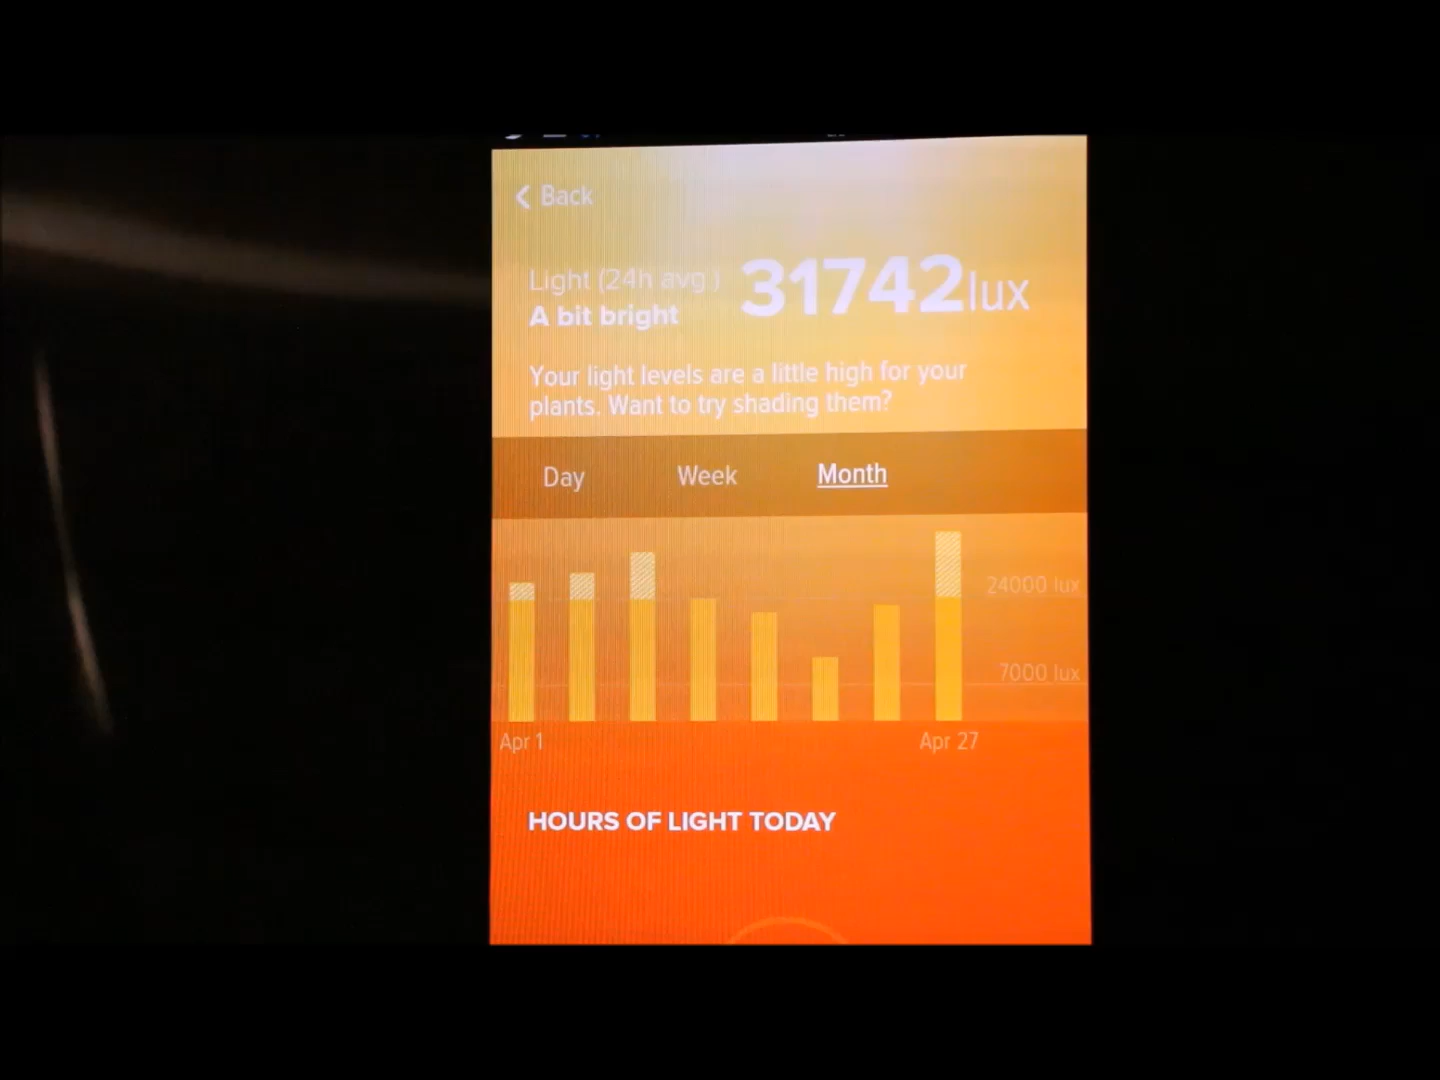 Back
Light (24h avg.)
31742lux
A bit bright
Your light levels are a little high for your
plants. Want to try shading them?
Day Week Month
24000 lux
7000 lux
Apr 1 Apr 27
HOURS OF LIGHT TODAY